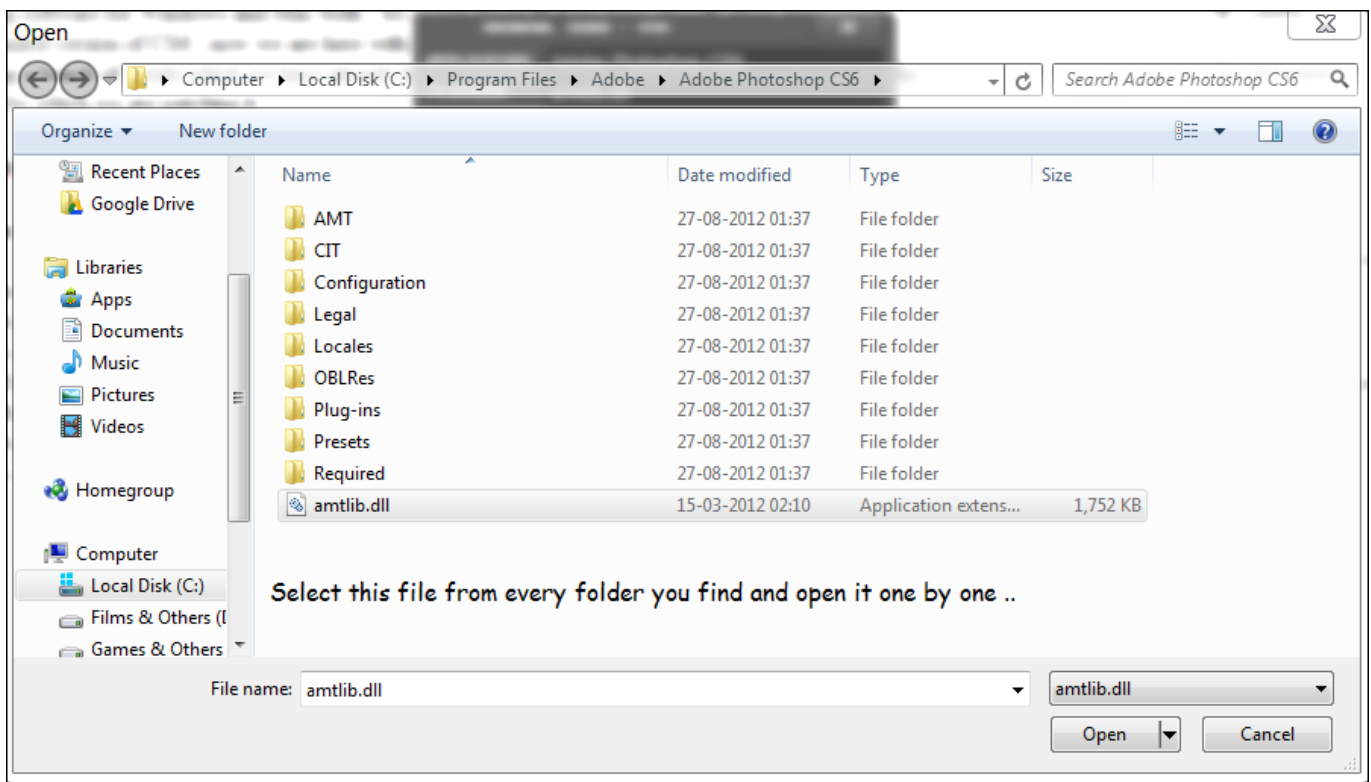 Open
Computer Local Disk (C:) Program Files Adobe Adobe Photoshop CS6
Search Adobe Photoshop CS6
Organize New folder
Recent Places
Google Drive
Libraries
Apps
Documents
Music
Pictures
Videos
Homegroup
Computer
Local Disk (C:)
Films & Others (
Games & Others
Name Date modified Type Size
AMT 27-08-2012 01:37 File folder
CIT 27-08-2012 01:37 File folder
Configuration 27-08-2012 01:37 File folder
Legal 27-08-2012 01:37 File folder
Locales 27-08-2012 01:37 File folder
OBLRes 27-08-2012 01:37 File folder
Plug-ins 27-08-2012 01:37 File folder
Presets 27-08-2012 01:37 File folder
Required 27-08-2012 01:37 File folder
amtlib.dll 15-03-2012 02:10 Application extens... 1,752 KB
Select this file from every folder you find and open it one by one ..
File name: amtlib.dll amtlib.dll
Open Cancel